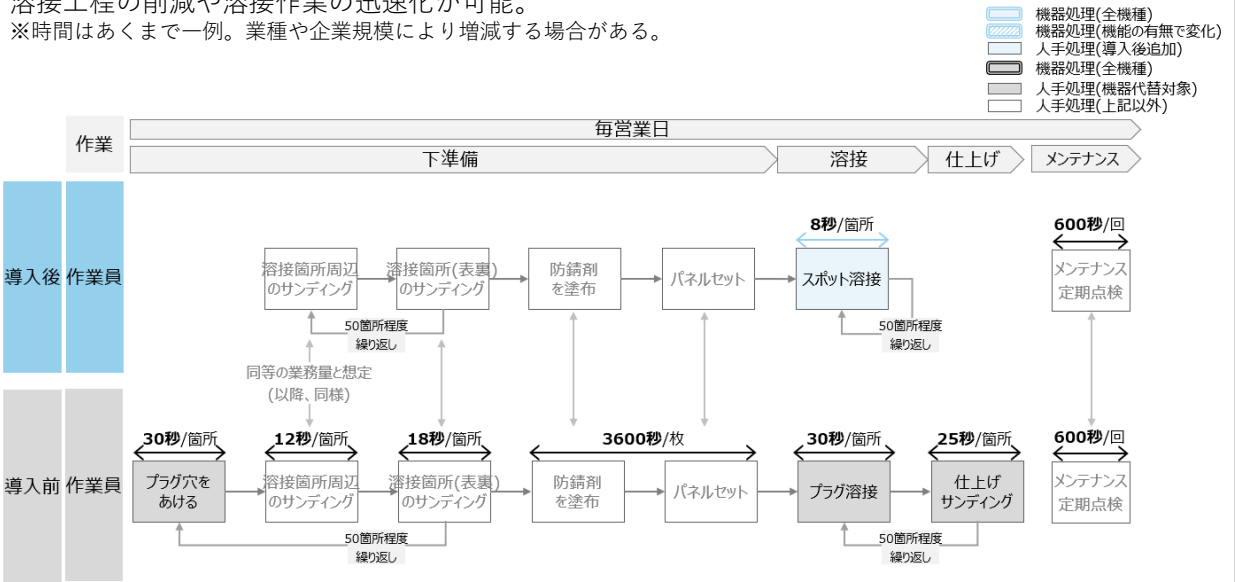 溶接工程の削減や溶接作業の迅速化が可能。
※時間はあくまで一例。業種や企業規模により増減する場合がある。
機器処理(全機種)
機器処理(機能の有無で変化)
人手処理(導入後追加)
機器処理(全機種)
人手処理(機器代替対象)
人手処理(上記以外)
作業
毎営業日
下準備
溶接
仕上げ
メンテナンス
導入後
作業員
溶接箇所周辺
のサンディング
溶接箇所(表裏)
のサンディング
防錆剤
を塗布
パネルセット
8秒/箇所
スポット溶接
600秒/回
メンテナンス
定期点検
50箇所程度
繰り返し
50箇所程度
繰り返し
同等の業務量と想定
(以降、同様)
導入前
作業員
30秒/箇所
プラグ穴を
あける
12秒/箇所
溶接箇所周辺
のサンディング
18秒/箇所
溶接箇所(表裏)
のサンディング
3600秒/枚
防錆剤
を塗布
パネルセット
30秒/箇所
プラグ溶接
25秒/箇所
仕上げ
サンディング
600秒/回
メンテナンス
定期点検
50箇所程度
繰り返し
50箇所程度
繰り返し